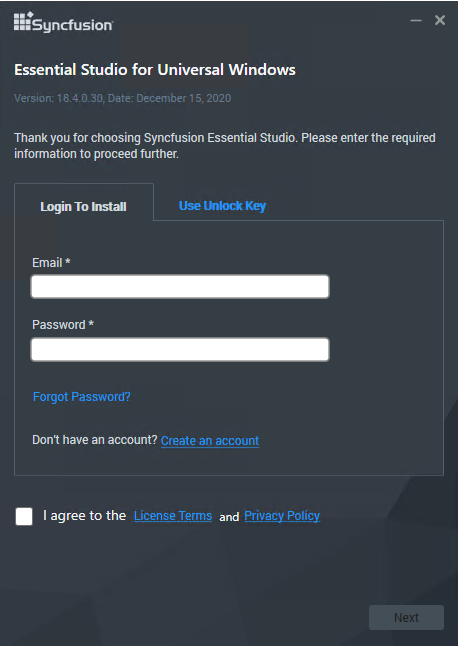 Syncfusion
Essential Studio for Universal Windows
Version: 18.4.0.30, Date: December 15, 2020
Thank you for choosing Syncfusion Essential Studio. Please enter the required
information to proceed further.
Login To Install
Use Unlock Key
Email *
Password *
Forgot Password?
Don't have an account? Create an account
I agree to the License Terms and Privacy Policy
Next